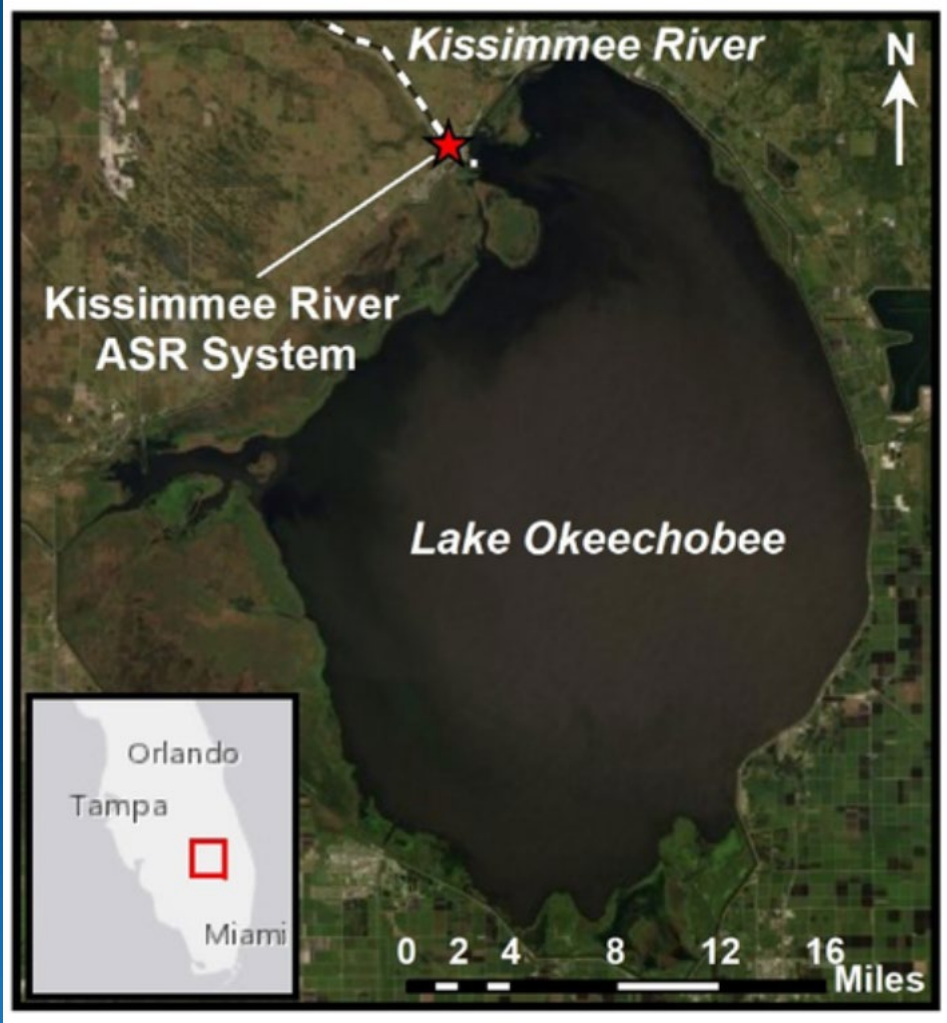 Kissimmee River
N
Kissimmee River
ASR System
Lake Okeechobee
Orlando
Tampa
Miami
0 2 4 8 12 16
Miles